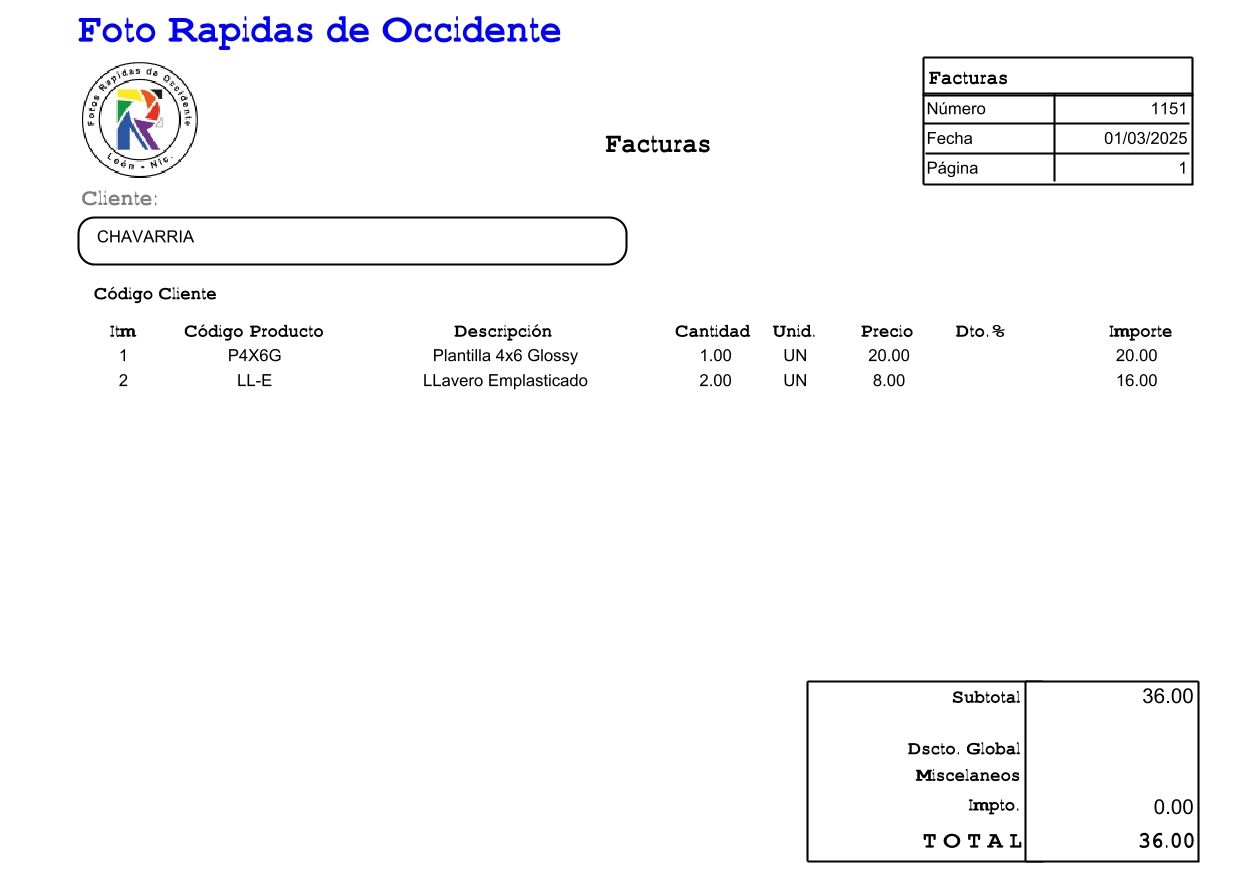 Foto Rapidas de Occidente
Fotos Rapidas de Occidente
León - Nic.
Facturas
Facturas
Número 1151
Fecha 01/03/2025
Página 1
Cliente:
CHAVARRIA
Código Cliente
Itm Código Producto Descripción Cantidad Unid. Precio Dto.% Importe
1 P4X6G Plantilla 4x6 Glossy 1.00 UN 20.00 20.00
2 LL-E LLavero Emplasticado 2.00 UN 8.00 16.00
Subtotal 36.00
Dscto. Global
Miscelaneos
Impto. 0.00
TOTAL 36.00